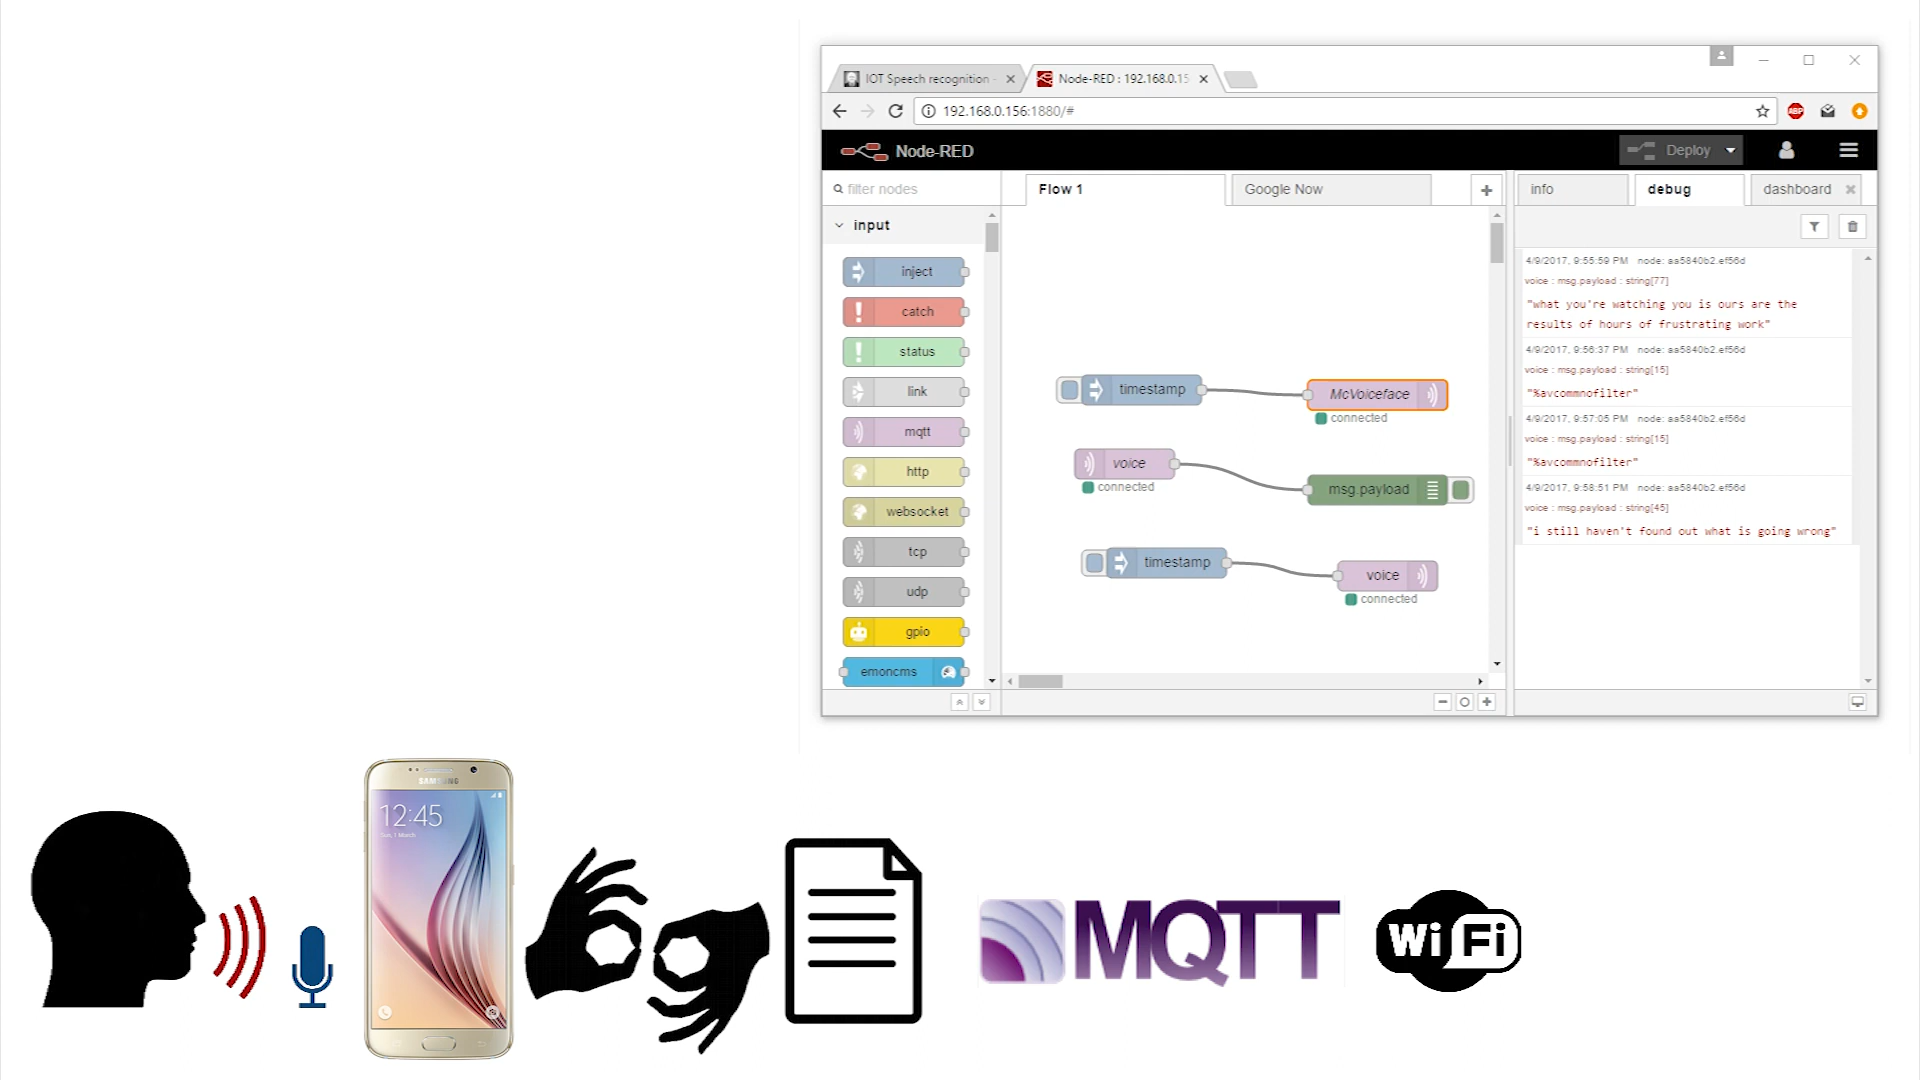 IOT Speech recognition -
Node-RED : 192.168.0.15
192.168.0.156:1880/#
ABP
Node-RED
Deploy
filter nodes
Flow 1
Google Now
info
debug
dashboard
input
inject
catch
status
link
mqtt
http
websocket
tcp
udp
gpio
emoncms
timestamp
McVoiceface
connected
voice
connected
msg.payload
timestamp
voice
connected
4/9/2017, 9:55:59 PM node: aa5840b2.ef56d
voice : msg.payload : string[77]
"what you're watching you is ours are the
results of hours of frustrating work"
4/9/2017, 9:56:37 PM node: aa5840b2.ef56d
voice : msg.payload : string[15]
"%avcommnofilter"
4/9/2017, 9:57:05 PM node: aa5840b2.ef56d
voice : msg.payload : string[15]
"%avcommnofilter"
4/9/2017, 9:58:51 PM node: aa5840b2.ef56d
voice : msg.payload : string[45]
"i still haven't found out what is going wrong"
SAMSUNG
12:45
Sun, 1 March
MQTT
Wi Fi